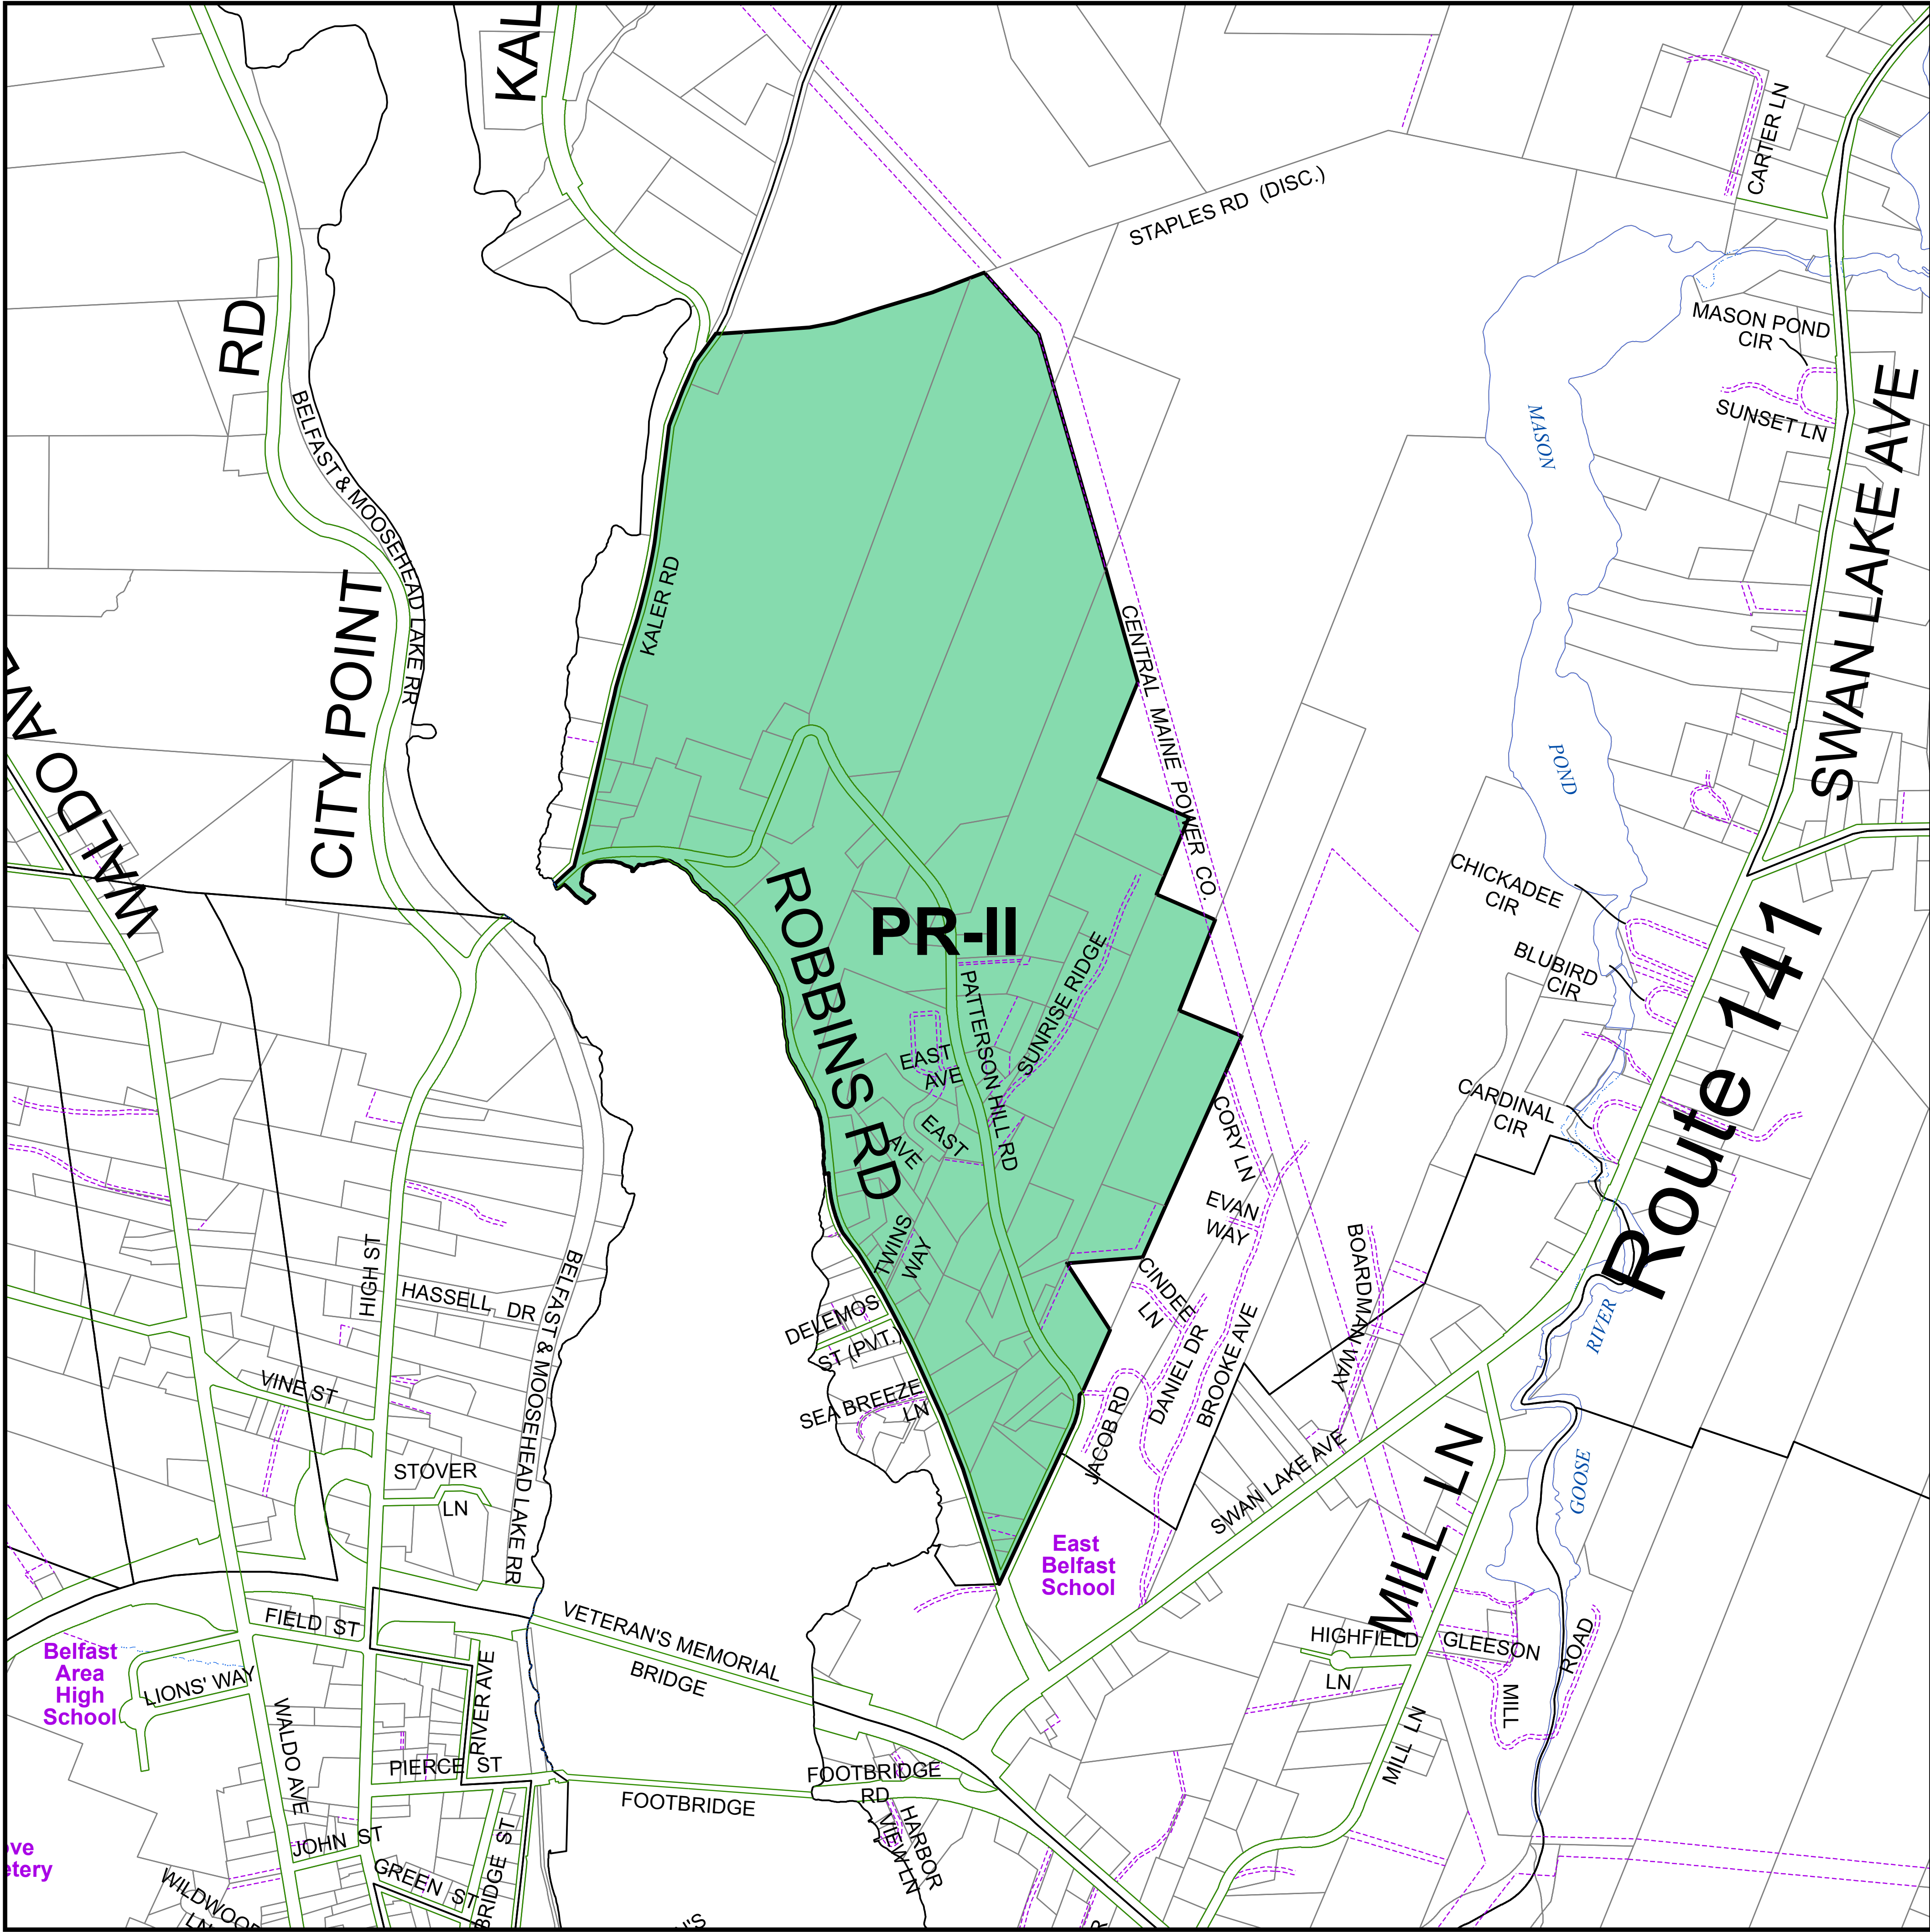 KAL
CARTER LN
STAPLES RD (DISC.)
RD
MASON POND
CIR
SUNSET LN
MASON
BELFAST & MOOSEHEAD LAKE RR
SWAN LAKE AVE
KALER RD
CITY POINT
CENTRAL MAINE POWER CO.
WALDO AVE
POND
CHICKADEE
CIR
ROBBINS RD
PR-II
BLUBIRD
CIR
Route 141
PATTERSON HILL RD
SUNRISE RIDGE
EAST
AVE
CARDINAL
CIR
EAST
AVE
CORY LN
EVAN
WAY
TWINS
WAY
BOARDMAN WAY
HIGH ST
HASSELL DR
BELFAST & MOOSEHEAD LAKE RR
CINDEE
LN
DELEMOS
ST (PVT.)
RIVER
DANIEL DR
BROOKE AVE
VINE ST
SEA BREEZE
LN
JACOB RD
SWAN LAKE AVE
MILL LN
STOVER
LN
GOOSE
East
Belfast
School
FIELD ST
VETERAN'S MEMORIAL
BRIDGE
HIGHFIELD
LN
GLEESON
MILL
ROAD
Belfast
Area
High
School
LIONS' WAY
WALDO AVE
RIVER AVE
PIERCE ST
MILL LN
FOOTBRIDGE
FOOTBRIDGE
RD
HARBOR
VIEW LN
JOHN ST
GREEN ST
BRIDGE ST
ove
etery
WILDWOOD
LN
'S
R